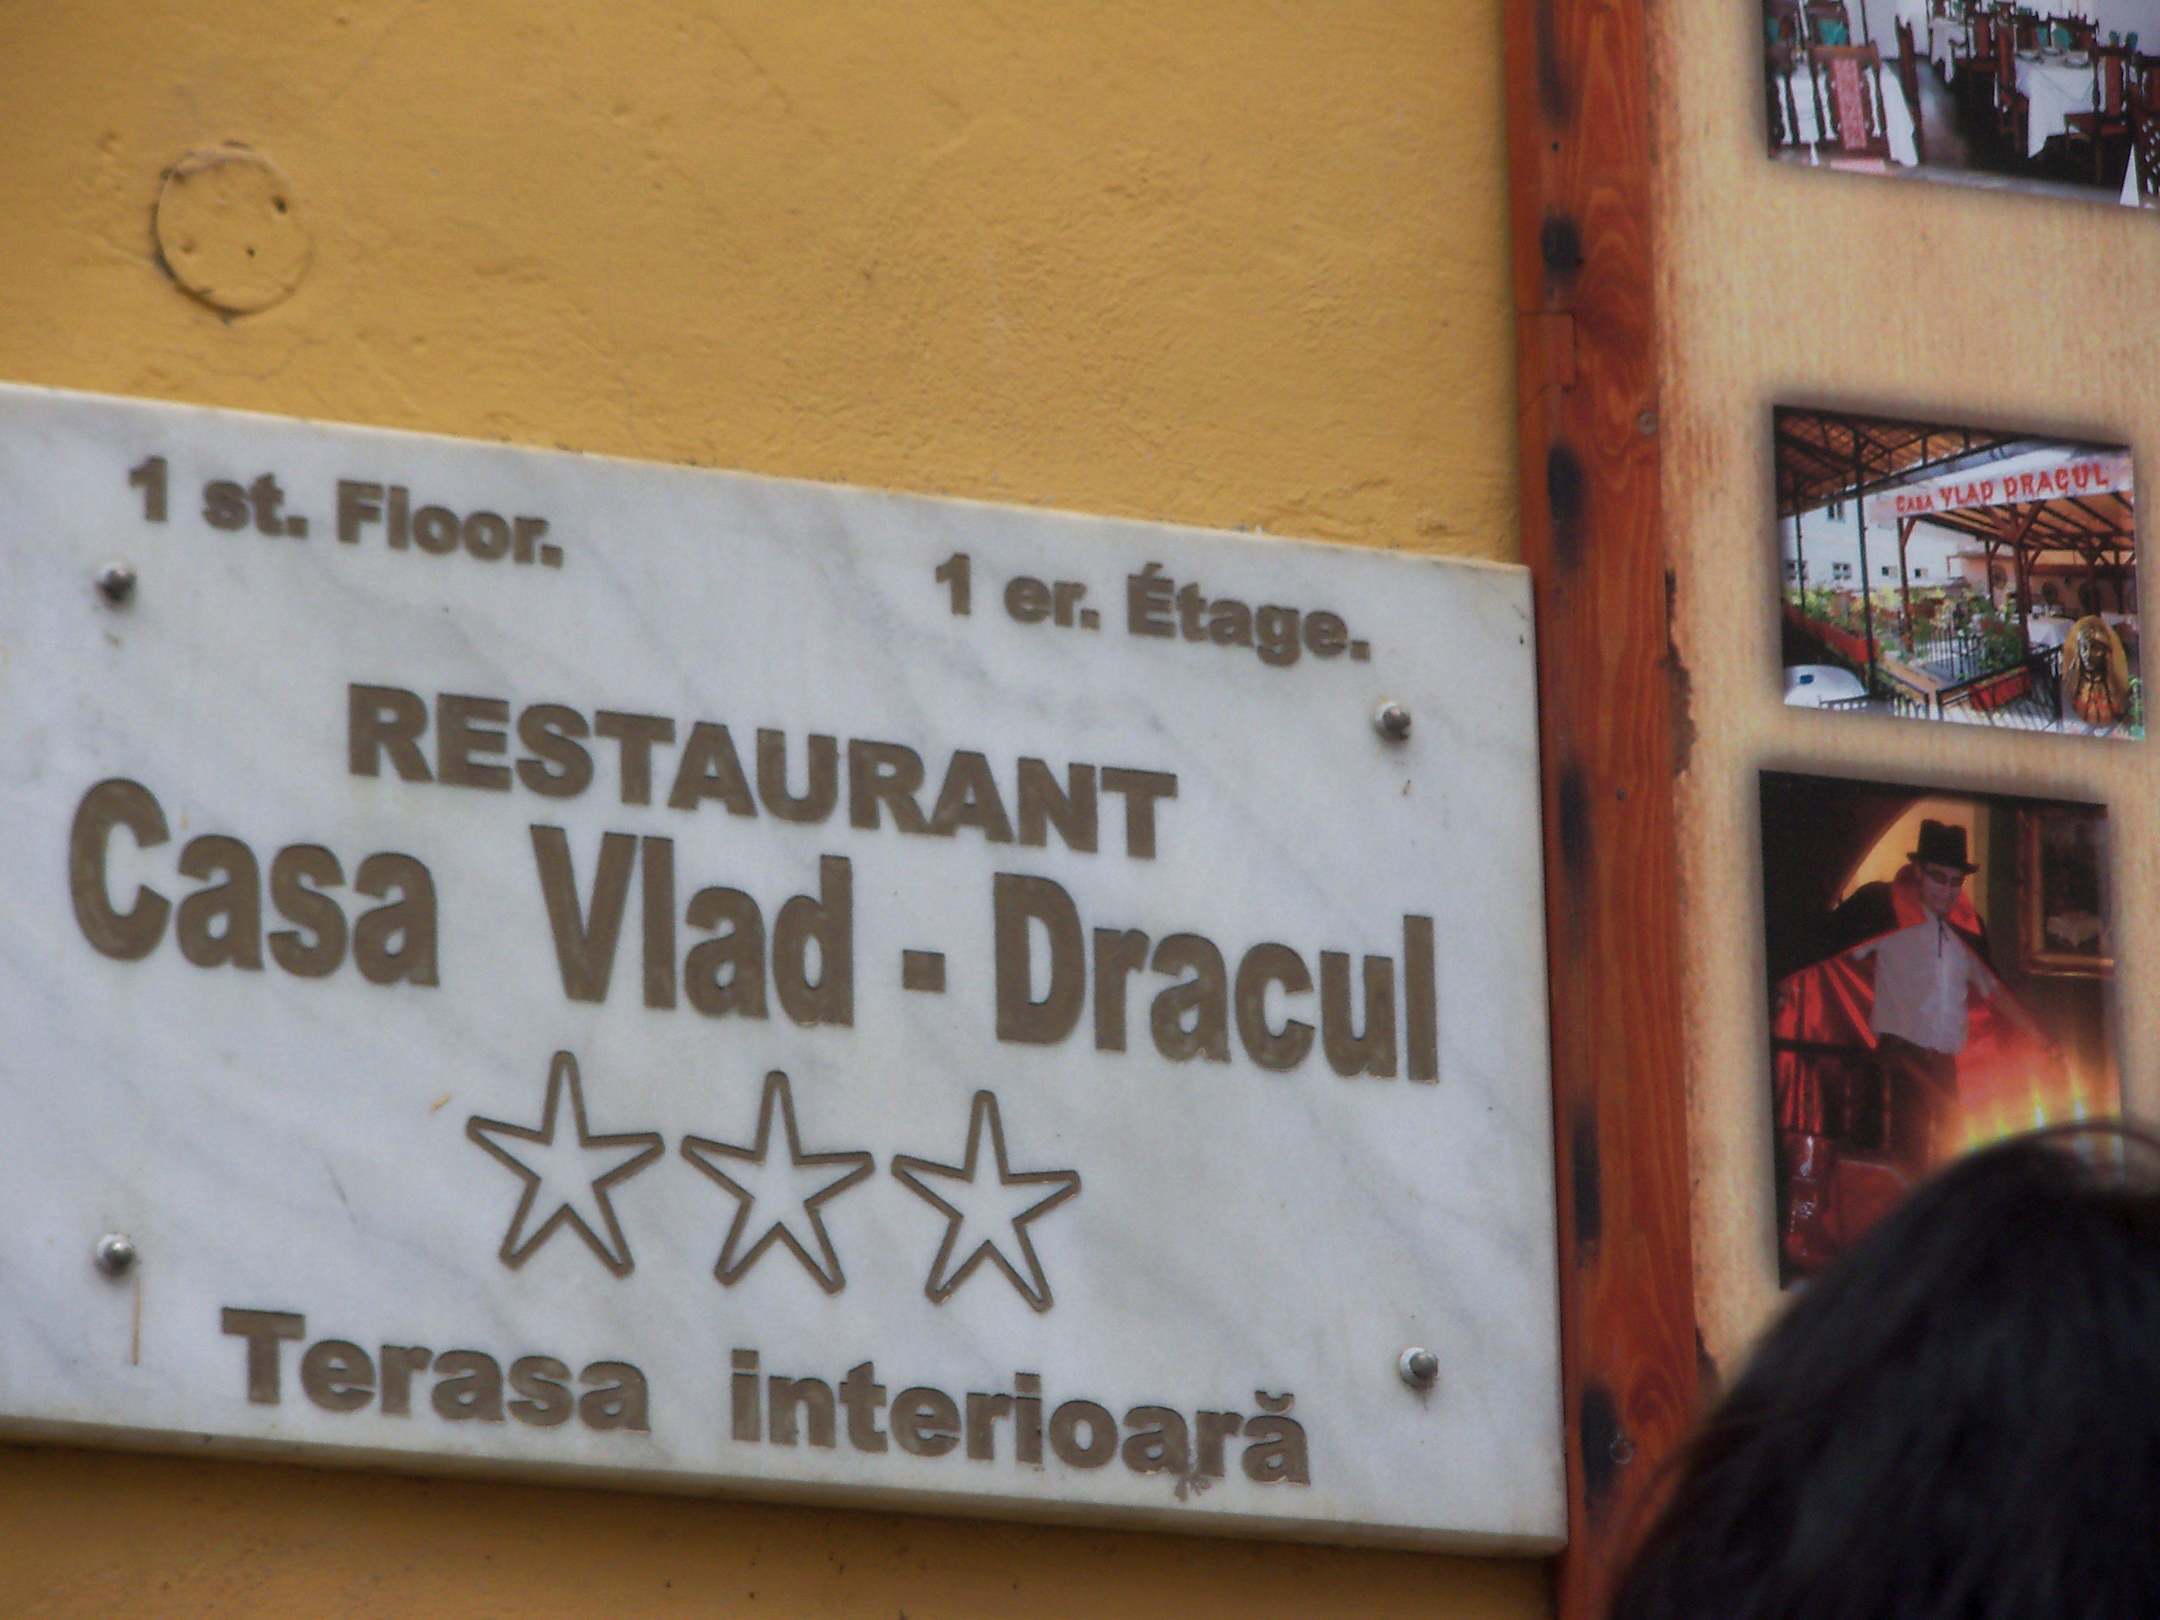 1 st. Floor.
1 er. Étage.
RESTAURANT
Casa Vlad - Dracul
Terasa interioară
CASA VLAD DRACUL